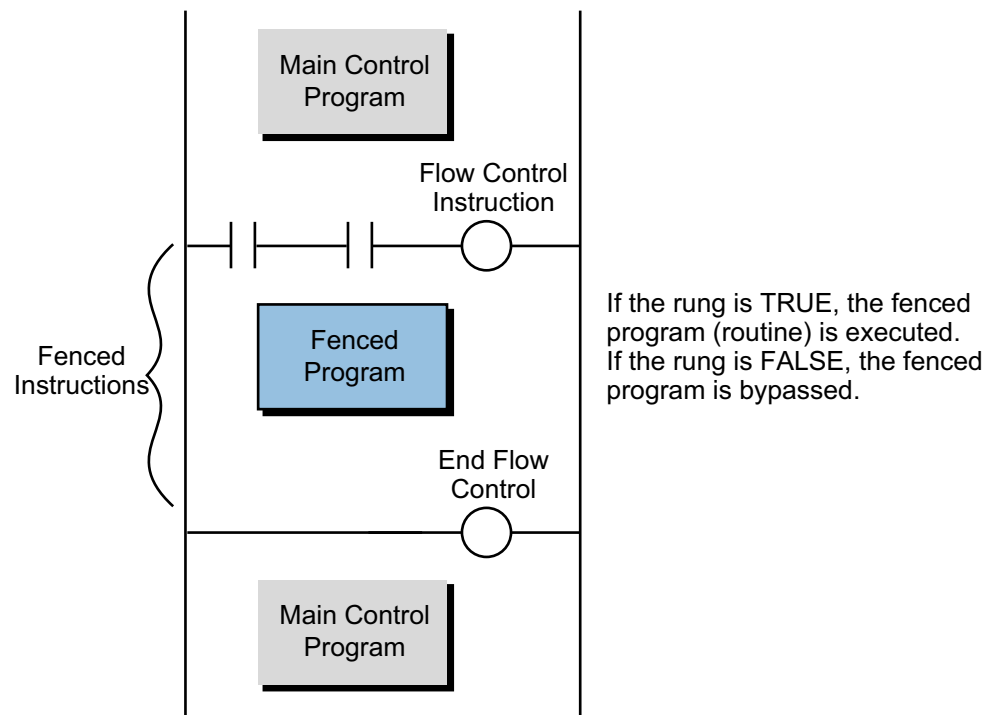 Main Control
Program
Flow Control
Instruction
Fenced
Instructions
Fenced
Program
If the rung is TRUE, the fenced
program (routine) is executed.
If the rung is FALSE, the fenced
program is bypassed.
End Flow
Control
Main Control
Program